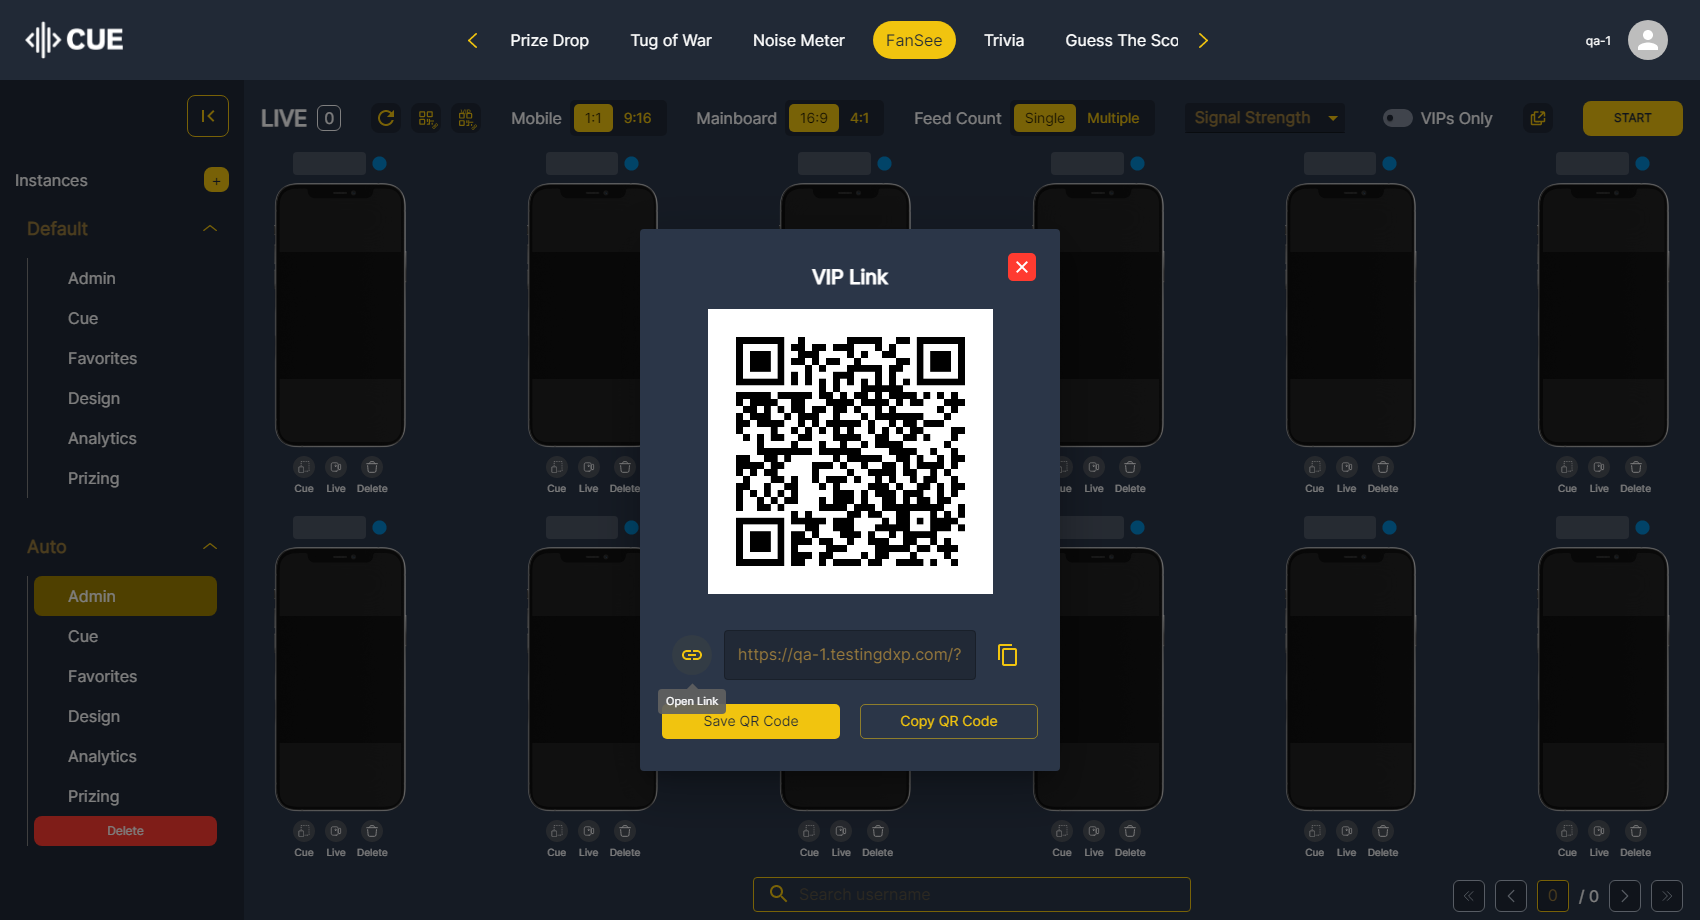 CUE
Prize Drop
Tug of War
Noise Meter
FanSee
Trivia
Guess The Sco
qa-1
LIVE 0
Mobile 1:1 9:16
Mainboard 16:9 4:1
Feed Count Single Multiple
Signal Strength
VIPs Only
START
Instances +
Default
Admin
Cue
Favorites
Design
Analytics
Prizing
Auto
Admin
Cue
Favorites
Design
Analytics
Prizing
Delete
Cue Live Delete
Cue Live Delete
ue Live Delete
Cue Live Delete
Cue Live Delete
VIP Link
https://qa-1.testingdxp.com/?
Open Link
Save QR Code
Copy QR Code
Cue Live Delete
Cue Live Delete
Cue Live Delete
Cue Live Delete
Cue Live Delete
Cue Live Delete
Search username
0 / 0